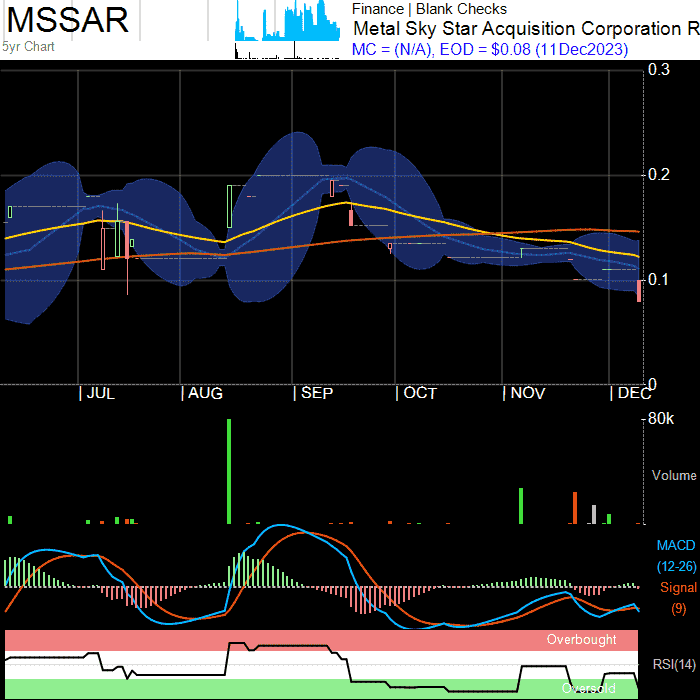 MSSAR
5yr Chart
Finance | Blank Checks
Metal Sky Star Acquisition Corporation R
MC = (N/A), EOD = $0.08 (11Dec2023)
0.3
0.2
0.1
0
| JUL | AUG | SEP | OCT | NOV | DEC
80k
Volume
MACD
(12-26)
Signal
(9)
Overbought
RSI(14)
Oversold